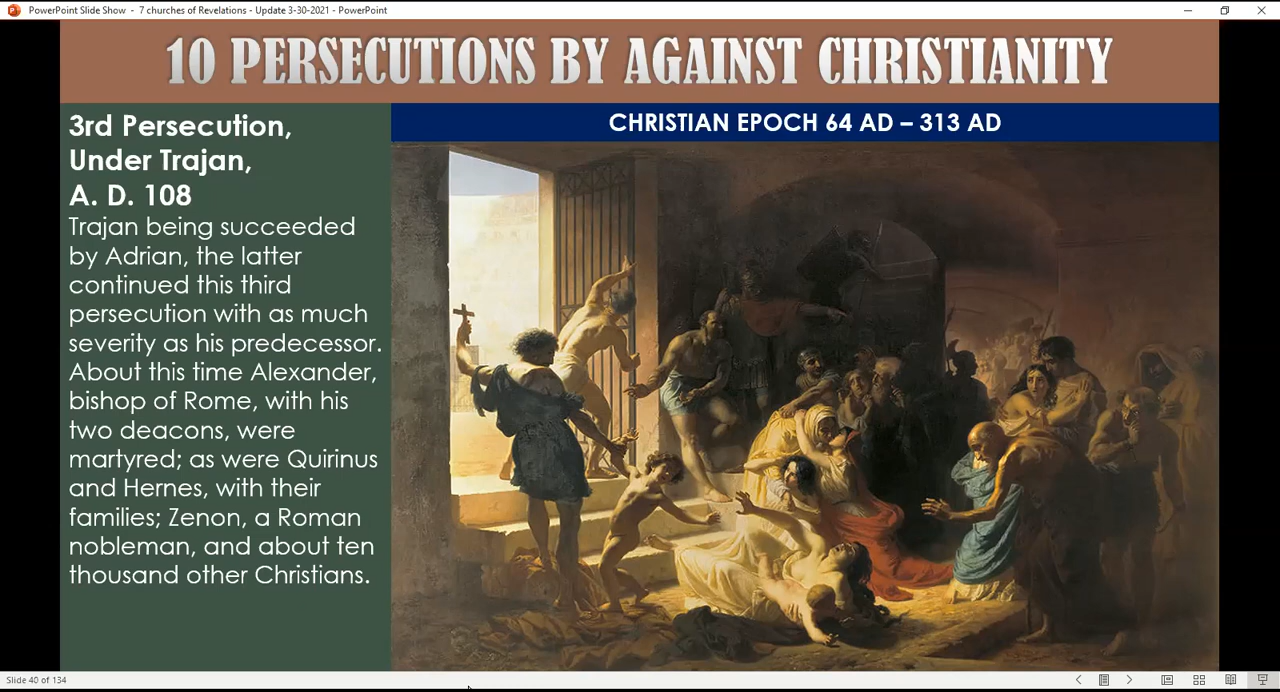 PowerPoint Slide Show - 7 churches of Revelations - Update 3-30-2021 - PowerPoint
10 PERSECUTIONS BY AGAINST CHRISTIANITY
3rd Persecution,
Under Trajan,
A. D. 108
Trajan being succeeded
by Adrian, the latter
continued this third
persecution with as much
severity as his predecessor.
About this time Alexander,
bishop of Rome, with his
two deacons, were
martyred; as were Quirinus
and Hernes, with their
families; Zenon, a Roman
nobleman, and about ten
thousand other Christians.
CHRISTIAN EPOCH 64 AD – 313 AD
Slide 40 of 134